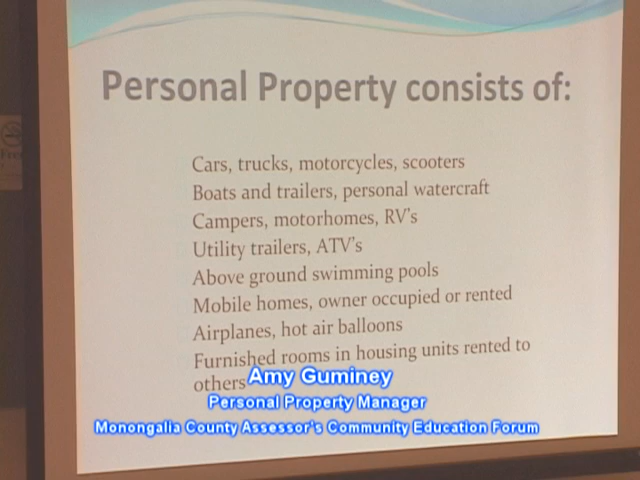 Personal Property consists of:
Cars, trucks, motorcycles, scooters
Boats and trailers, personal watercraft
Campers, motorhomes, RV's
Utility trailers, ATV's
Above ground swimming pools
Mobile homes, owner occupied or rented
Airplanes, hot air balloons
Furnished rooms in housing units rented to
others
Amy Guminey
Personal Property Manager
Monongalia County Assessor's Community Education Forum